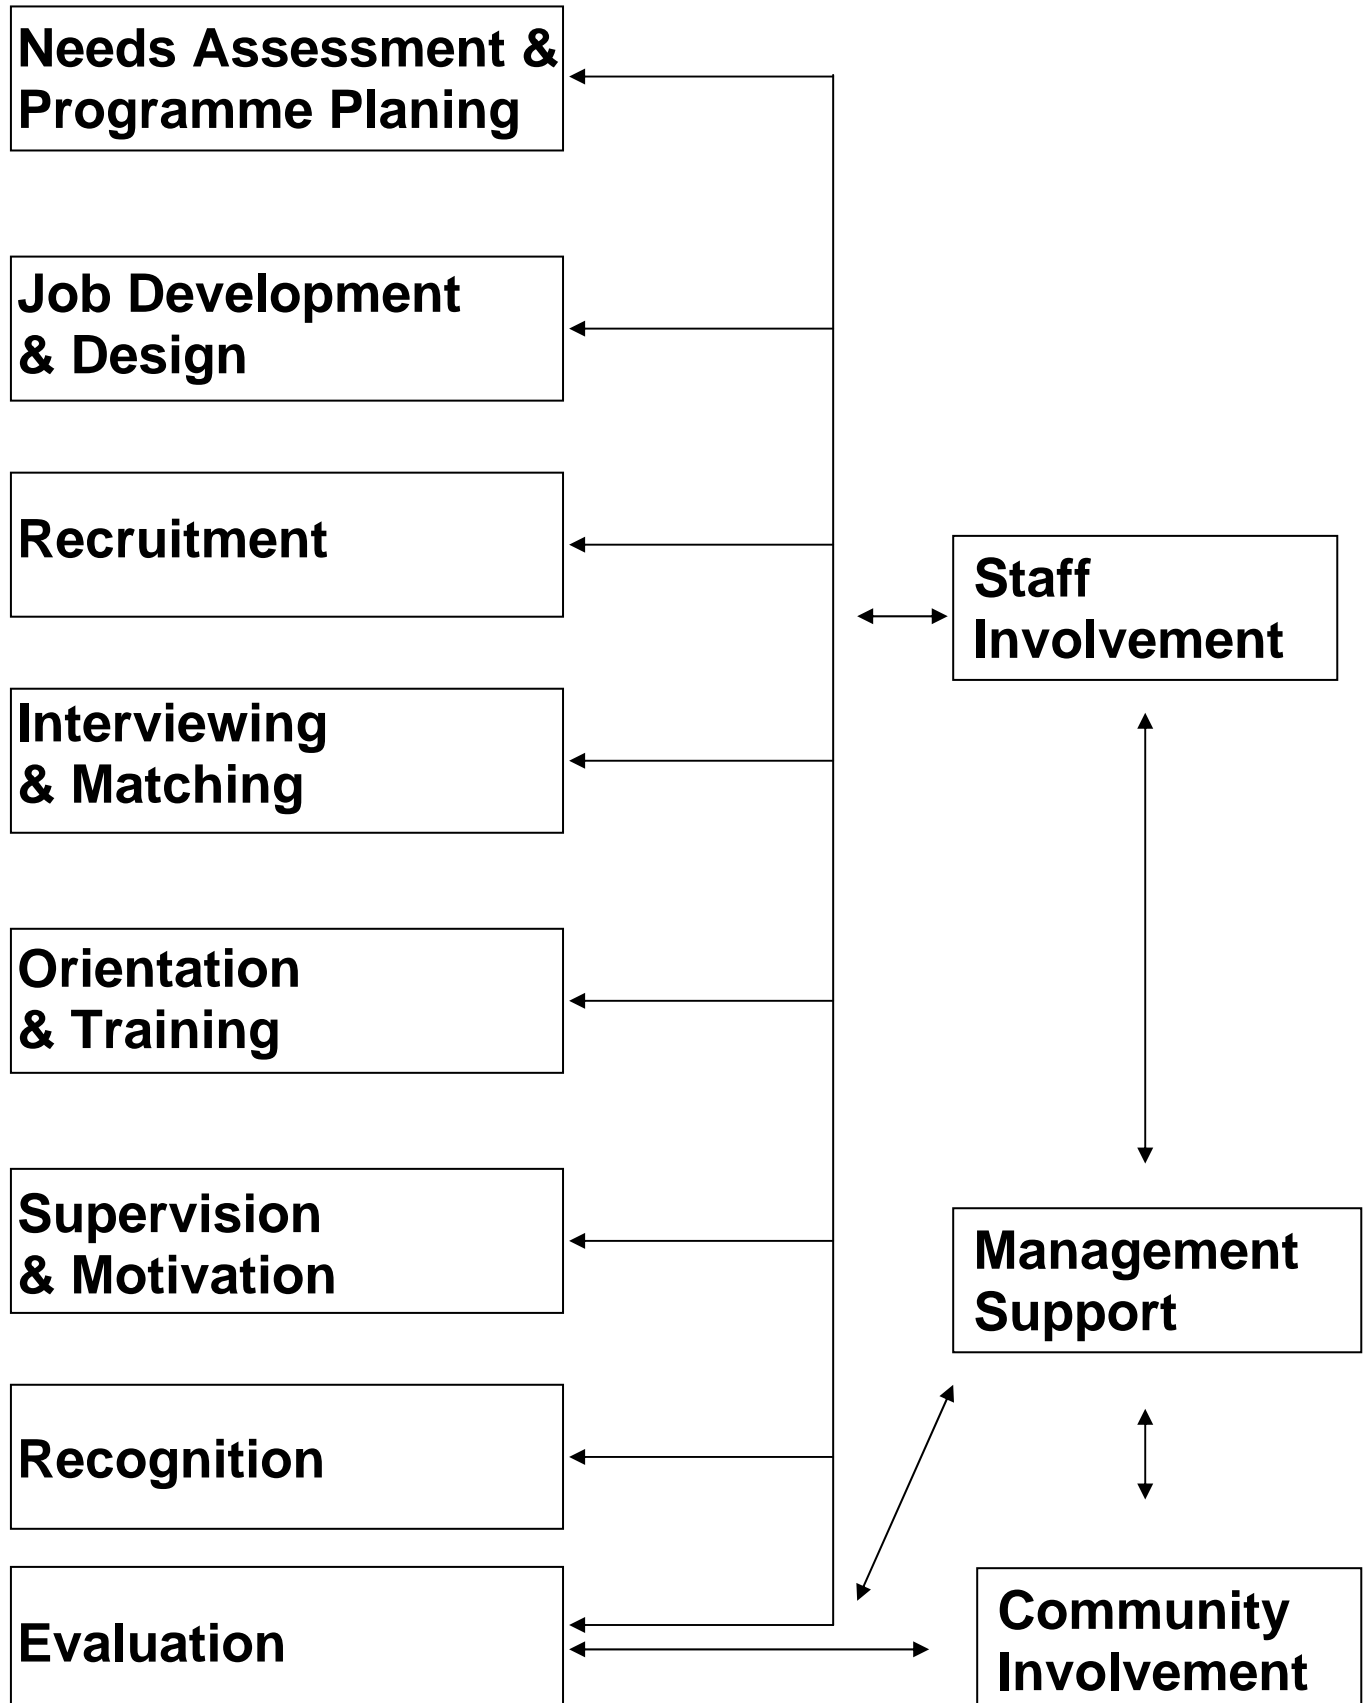 Needs Assessment &
Programme Planing
Job Development
& Design
Recruitment
Staff
Involvement
Interviewing
& Matching
Orientation
& Training
Supervision
& Motivation
Management
Support
Recognition
Evaluation
Community
Involvement